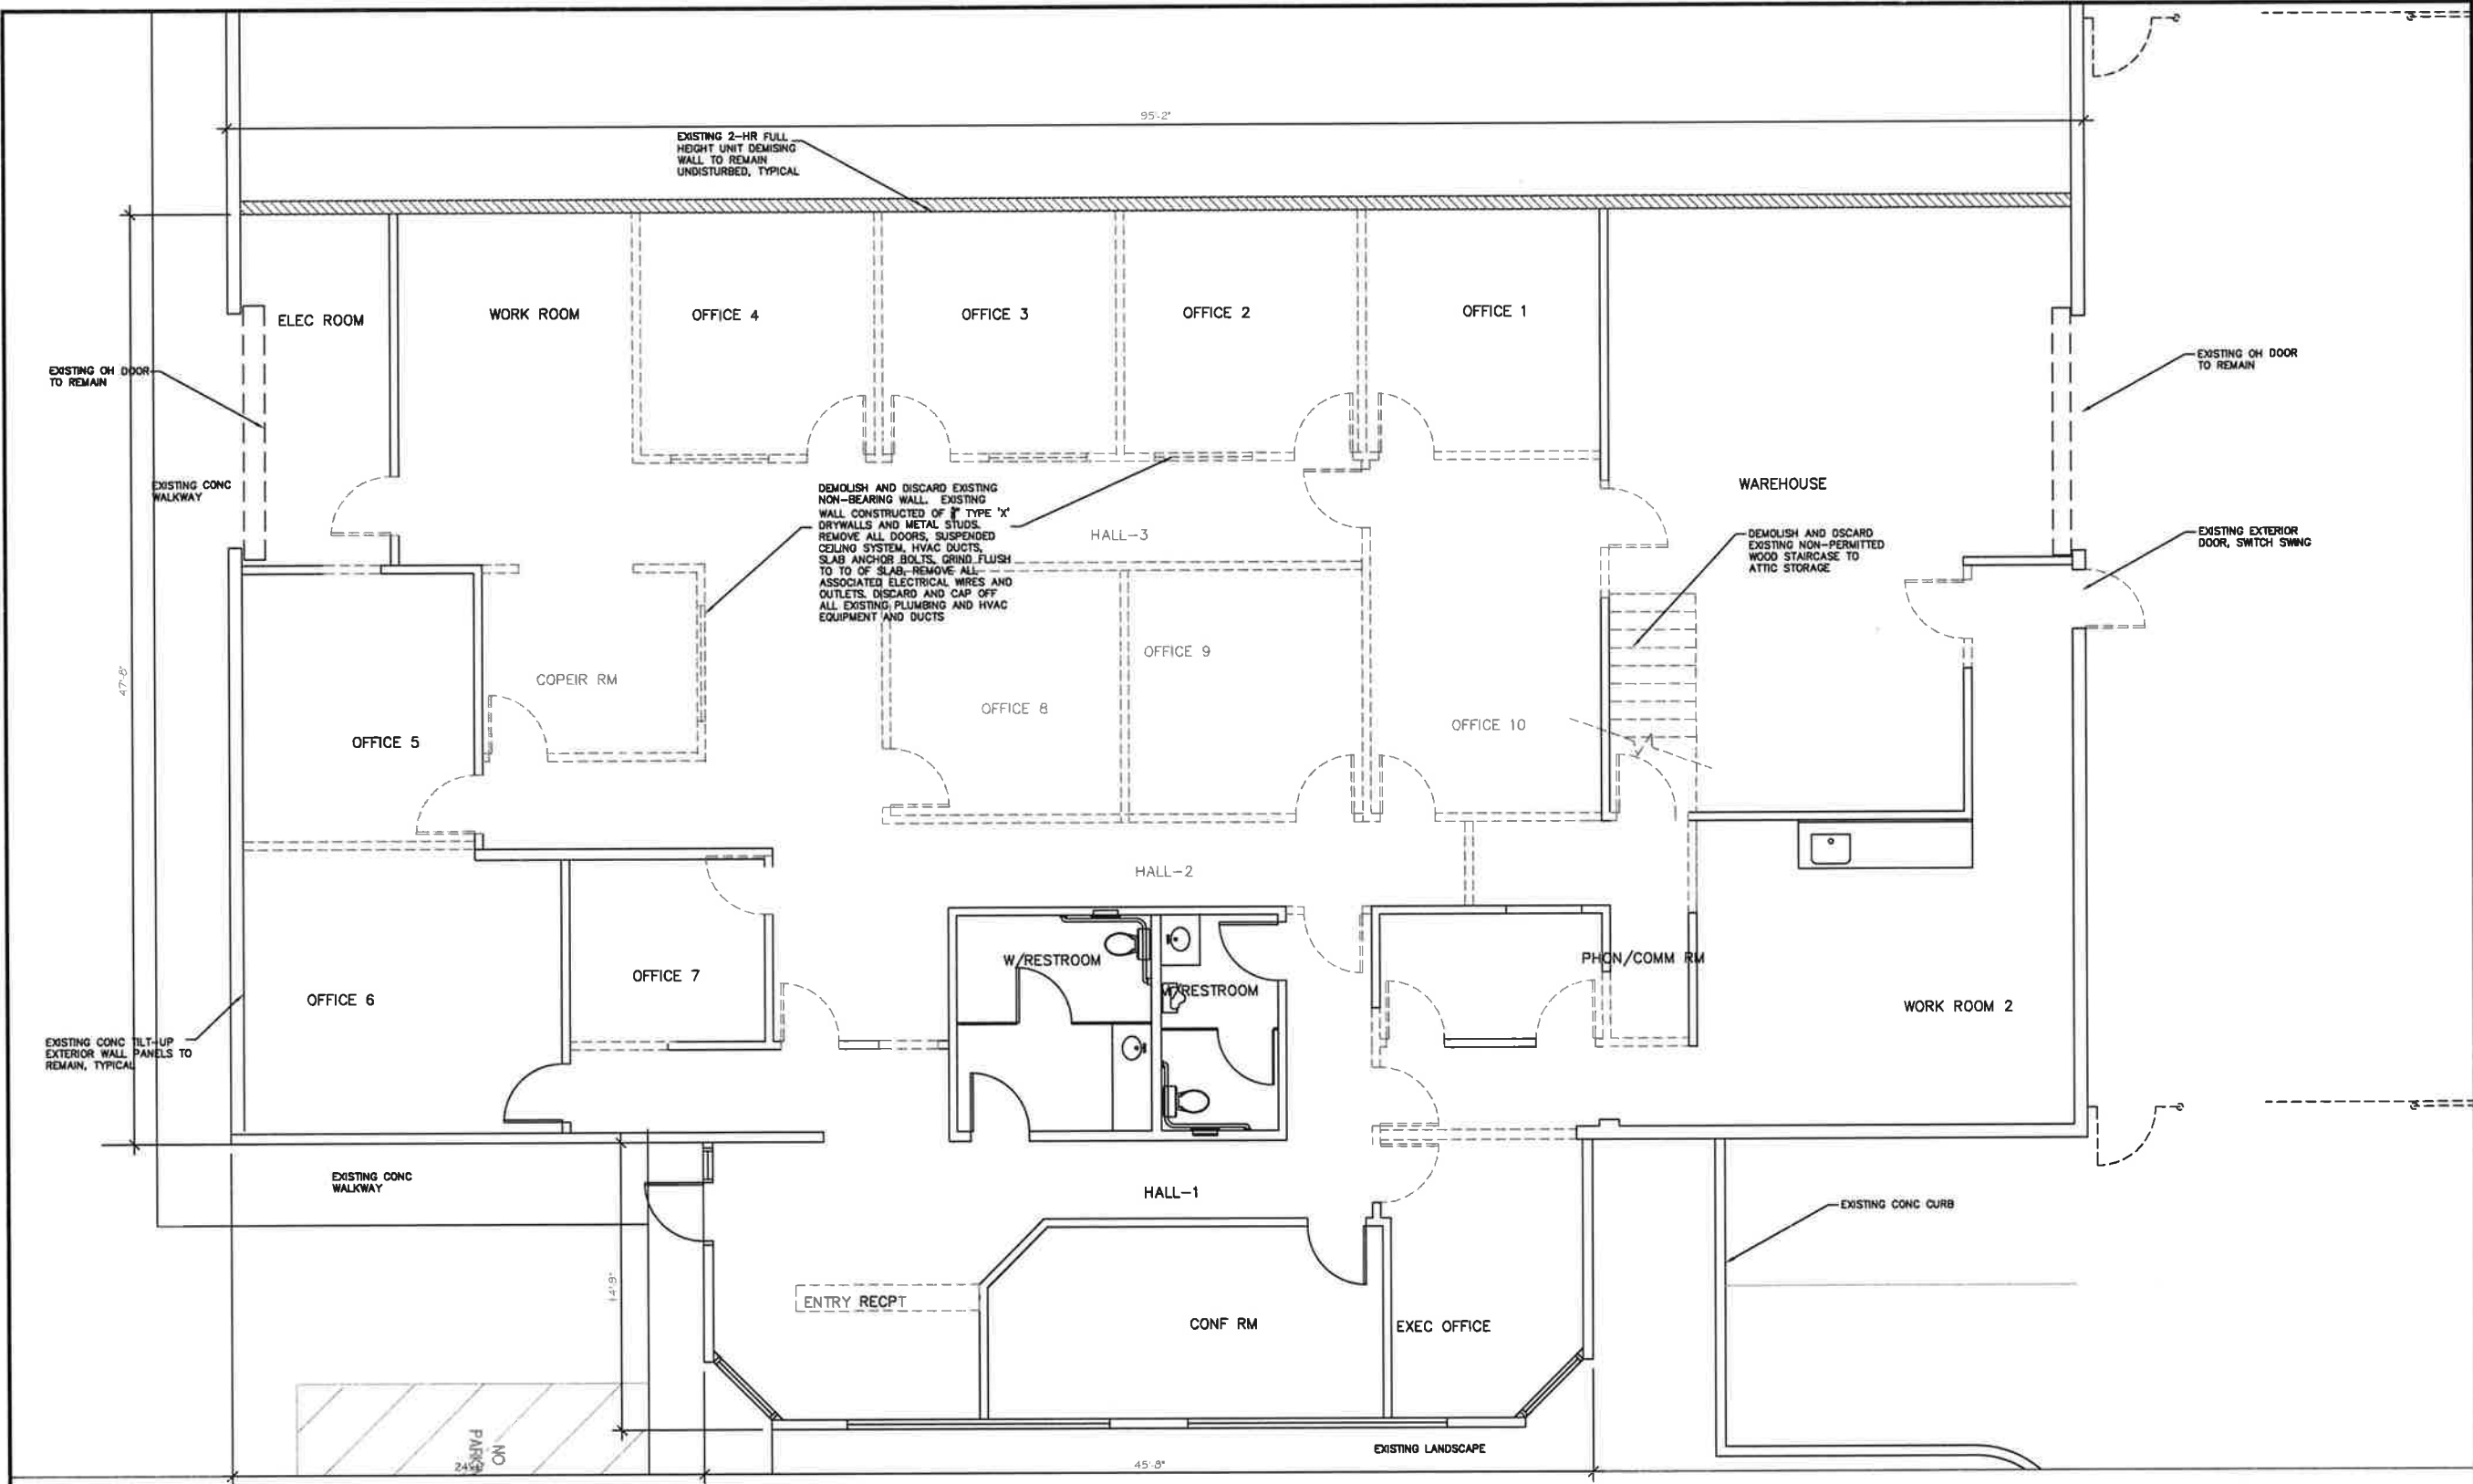 95'-2"
EXISTING 2-HR FULL
HEIGHT UNIT DEMISING
WALL TO REMAIN
UNDISTURBED, TYPICAL
ELEC ROOM
WORK ROOM
OFFICE 4
OFFICE 3
OFFICE 2
OFFICE 1
EXISTING OH DOOR
TO REMAIN
EXISTING OH DOOR
TO REMAIN
EXISTING CONC
WALKWAY
WAREHOUSE
DEMOLISH AND DISCARD EXISTING
NON-BEARING WALL. EXISTING
WALL CONSTRUCTED OF TYPE 'X'
DRYWALLS AND METAL STUDS.
REMOVE ALL DOORS, SUSPENDED
CEILING SYSTEM, HVAC DUCTS,
SLAB ANCHOR BOLTS, GRIND FLUSH
TO TO OF SLAB, REMOVE ALL
ASSOCIATED ELECTRICAL WIRES AND
OUTLETS. DISCARD AND CAP OFF
ALL EXISTING PLUMBING AND HVAC
EQUIPMENT AND DUCTS
HALL-3
DEMOLISH AND DSCARD
EXISTING NON-PERMITTED
WOOD STAIRCASE TO
ATTIC STORAGE
EXISTING EXTERIOR
DOOR, SWITCH SWING
47'-8"
COPEIR RM
OFFICE 9
OFFICE 8
OFFICE 10
OFFICE 5
HALL-2
OFFICE 6
OFFICE 7
W/RESTROOM
M/RESTROOM
PHON/COMM RM
WORK ROOM 2
EXISTING CONC TILT-UP
EXTERIOR WALL PANELS TO
REMAIN, TYPICAL
EXISTING CONC
WALKWAY
HALL-1
EXISTING CONC CURB
14'-9"
ENTRY RECPT
CONF RM
EXEC OFFICE
NO
EXISTING LANDSCAPE
45'-8"